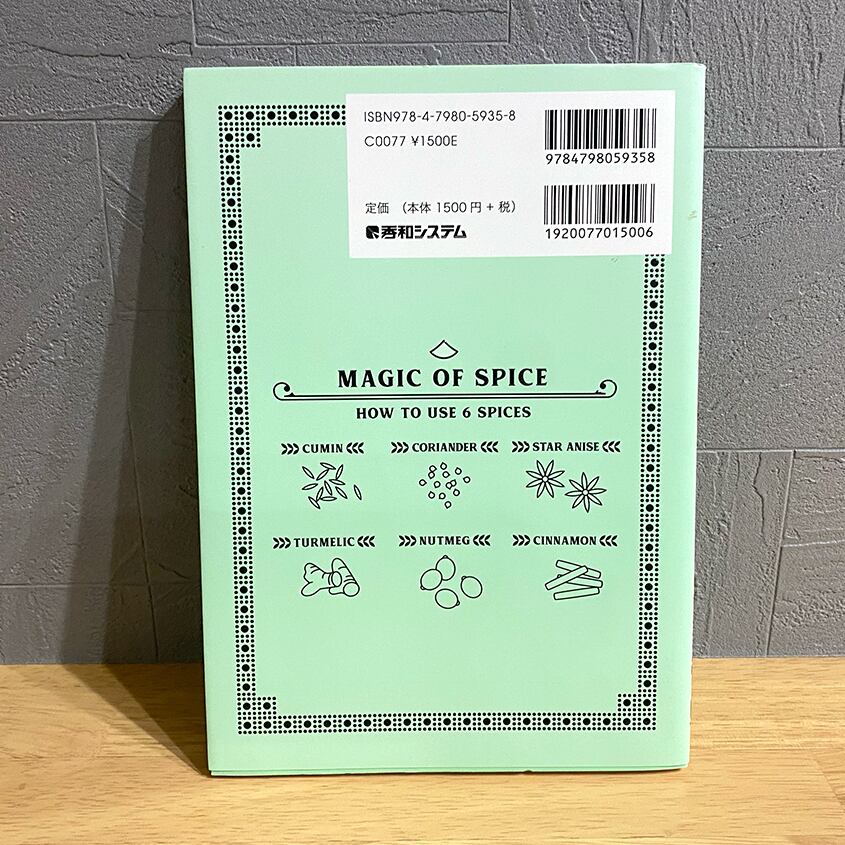 ISBN978-4-7980-5935-8
C0077 ¥1500E
9784798059358
定価 （本体 1500 円 + 税）
秀和システム
1920077015006
MAGIC OF SPICE
HOW TO USE 6 SPICES
CUMIN
CORIANDER
STAR ANISE
TURMELIC
NUTMEG
CINNAMON